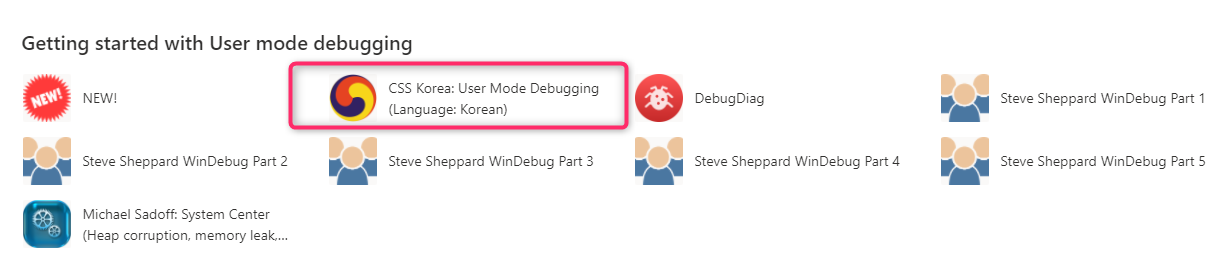 Getting started with User mode debugging
NEW!
NEW!
CSS Korea: User Mode Debugging
(Language: Korean)
DebugDiag
Steve Sheppard WinDebug Part 1
Steve Sheppard WinDebug Part 2
Steve Sheppard WinDebug Part 3
Steve Sheppard WinDebug Part 4
Steve Sheppard WinDebug Part 5
Michael Sadoff: System Center
(Heap corruption, memory leak,...